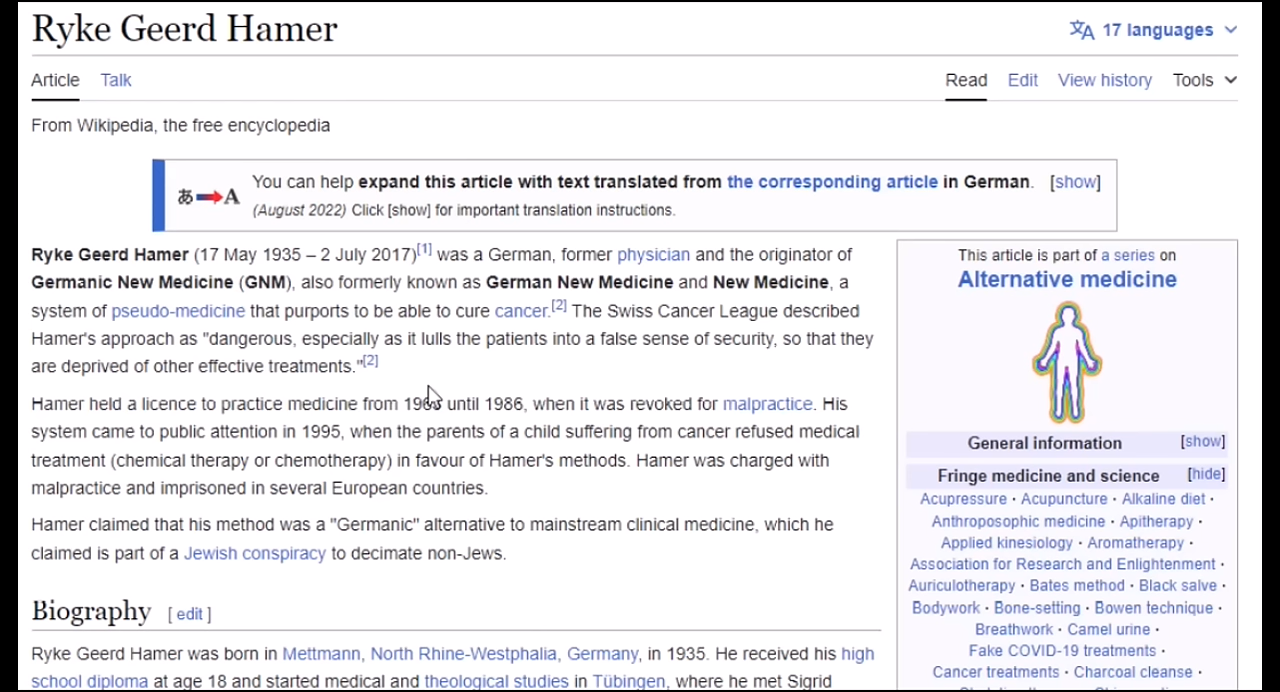 Ryke Geerd Hamer
17 languages
Article Talk
Read Edit View history Tools
From Wikipedia, the free encyclopedia
あ A
You can help expand this article with text translated from the corresponding article in German. [show]
(August 2022) Click [show] for important translation instructions.
Ryke Geerd Hamer (17 May 1935 – 2 July 2017)[1] was a German, former physician and the originator of
Germanic New Medicine (GNM), also formerly known as German New Medicine and New Medicine, a
system of pseudo-medicine that purports to be able to cure cancer.[2] The Swiss Cancer League described
Hamer's approach as "dangerous, especially as it lulls the patients into a false sense of security, so that they
are deprived of other effective treatments."[2]
Hamer held a licence to practice medicine from until 1986, when it was revoked for malpractice. His
system came to public attention in 1995, when the parents of a child suffering from cancer refused medical
treatment (chemical therapy or chemotherapy) in favour of Hamer's methods. Hamer was charged with
malpractice and imprisoned in several European countries.
Hamer claimed that his method was a "Germanic" alternative to mainstream clinical medicine, which he
claimed is part of a Jewish conspiracy to decimate non-Jews.
Biography [ edit ]
Ryke Geerd Hamer was born in Mettmann, North Rhine-Westphalia, Germany, in 1935. He received his high
school diploma at age 18 and started medical and theological studies in Tübingen, where he met Sigrid
This article is part of a series on
Alternative medicine
General information [show]
Fringe medicine and science [hide]
Acupressure · Acupuncture · Alkaline diet ·
Anthroposophic medicine · Apitherapy ·
Applied kinesiology · Aromatherapy ·
Association for Research and Enlightenment ·
Auriculotherapy · Bates method · Black salve ·
Bodywork · Bone-setting · Bowen technique ·
Breathwork · Camel urine ·
Fake COVID-19 treatments ·
Cancer treatments · Charcoal cleanse ·